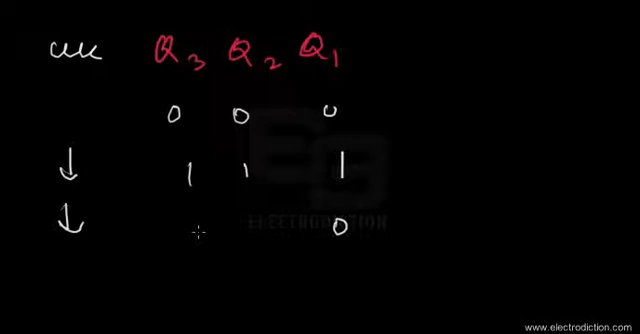 clk Q3 Q2 Q1
0 0 0
↓ 1 1 1
↓ 0
ELECTRODICTION
www.electrodiction.com